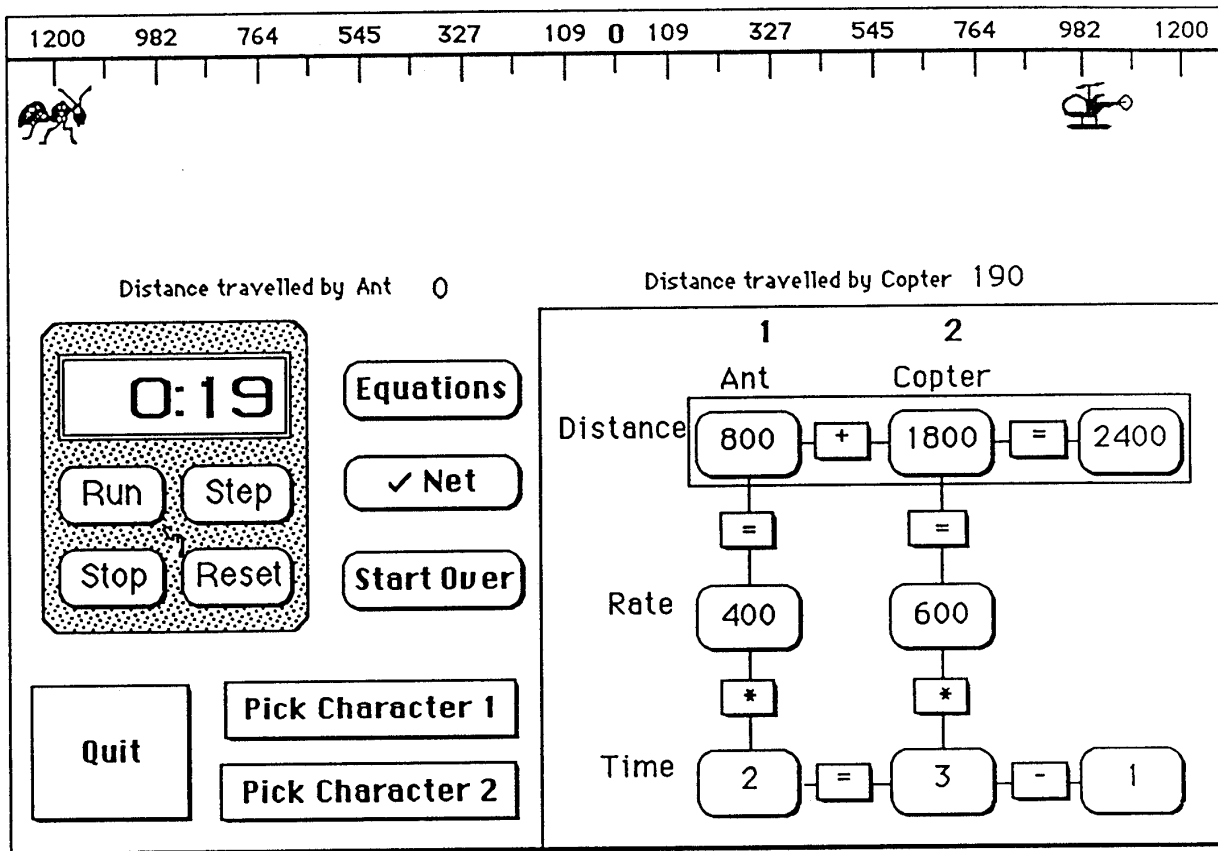 1200 982 764 545 327 109 0 109 327 545 764 982 1200
Distance travelled by Ant 0
Distance travelled by Copter 190
0:19
Run Step
Stop Reset
Equations
✓ Net
Start Over
Quit
Pick Character 1
Pick Character 2
1 2
Ant Copter
Distance 800 + 1800 = 2400
= =
Rate 400 600
* *
Time 2 = 3 - 1